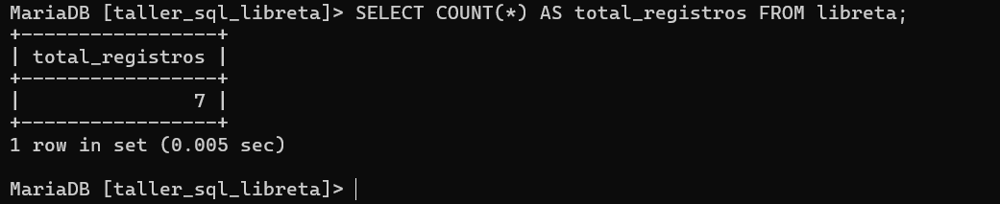 MariaDB [taller_sql_libreta]> SELECT COUNT(*) AS total_registros FROM libreta;
+-----------------+
| total_registros |
+-----------------+
|               7 |
+-----------------+
1 row in set (0.005 sec)
MariaDB [taller_sql_libreta]>